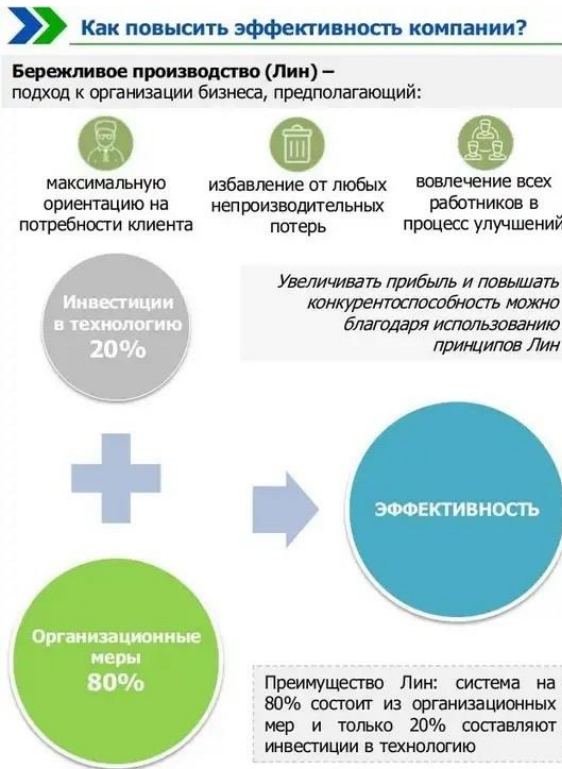 Как повысить эффективность компании?
Бережливое производство (Лин) –
подход к организации бизнеса, предполагающий:
максимальную
ориентацию на
потребности клиента
избавление от любых
непроизводительных
потерь
вовлечение всех
работников в
процесс улучшений
Инвестиции
в технологию
20%
Увеличивать прибыль и повышать
конкурентоспособность можно
благодаря использованию
принципов Лин
ЭФФЕКТИВНОСТЬ
Организационные
меры
80%
Преимущество Лин: система на
80% состоит из организационных
мер и только 20% составляют
инвестиции в технологию